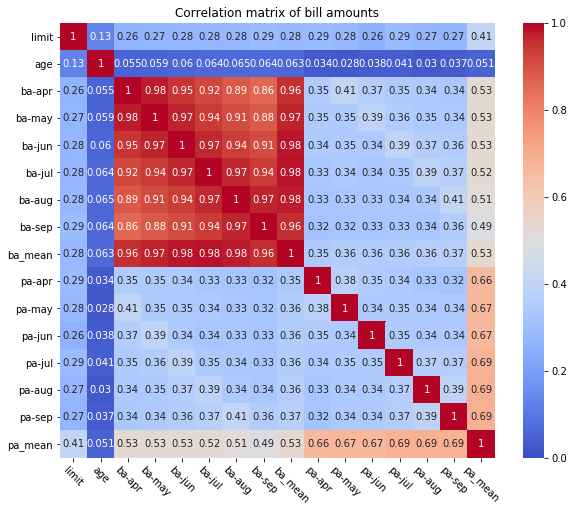 Correlation matrix of bill amounts
limit 1 0.13 0.26 0.27 0.28 0.28 0.28 0.29 0.28 0.29 0.28 0.26 0.29 0.27 0.27 0.41
age 0.13 1 0.055 0.059 0.06 0.064 0.065 0.064 0.063 0.034 0.028 0.038 0.041 0.03 0.037 0.051
ba-apr 0.26 0.055 1 0.98 0.95 0.92 0.89 0.86 0.96 0.35 0.41 0.37 0.35 0.34 0.34 0.53
ba-may 0.27 0.059 0.98 1 0.97 0.94 0.91 0.88 0.97 0.35 0.35 0.39 0.36 0.35 0.34 0.53
ba-jun 0.28 0.06 0.95 0.97 1 0.97 0.94 0.91 0.98 0.34 0.35 0.34 0.39 0.37 0.36 0.53
ba-jul 0.28 0.064 0.92 0.94 0.97 1 0.97 0.94 0.98 0.33 0.34 0.34 0.35 0.39 0.37 0.52
ba-aug 0.28 0.065 0.89 0.91 0.94 0.97 1 0.97 0.98 0.33 0.33 0.34 0.34 0.34 0.41 0.51
ba-sep 0.29 0.064 0.86 0.88 0.91 0.94 0.97 1 0.96 0.32 0.32 0.33 0.33 0.34 0.36 0.49
ba_mean 0.28 0.063 0.96 0.97 0.98 0.98 0.98 0.96 1 0.35 0.36 0.36 0.36 0.36 0.37 0.53
pa-apr 0.29 0.034 0.35 0.35 0.34 0.33 0.33 0.32 0.35 1 0.38 0.35 0.34 0.33 0.32 0.66
pa-may 0.28 0.028 0.41 0.35 0.35 0.34 0.33 0.32 0.36 0.38 1 0.34 0.35 0.34 0.34 0.67
pa-jun 0.26 0.038 0.37 0.39 0.34 0.34 0.34 0.33 0.36 0.35 0.34 1 0.35 0.34 0.34 0.67
pa-jul 0.29 0.041 0.35 0.36 0.39 0.35 0.34 0.33 0.36 0.34 0.35 0.35 1 0.37 0.37 0.69
pa-aug 0.27 0.03 0.34 0.35 0.37 0.39 0.34 0.34 0.36 0.33 0.34 0.34 0.37 1 0.39 0.69
pa-sep 0.27 0.037 0.34 0.34 0.36 0.37 0.41 0.36 0.37 0.32 0.34 0.34 0.37 0.39 1 0.69
pa_mean 0.41 0.051 0.53 0.53 0.53 0.52 0.51 0.49 0.53 0.66 0.67 0.67 0.69 0.69 0.69 1
limit age ba-apr ba-may ba-jun ba-jul ba-aug ba-sep ba_mean pa-apr pa-may pa-jun pa-jul pa-aug pa-sep pa_mean
1.0
0.8
0.6
0.4
0.2
0.0